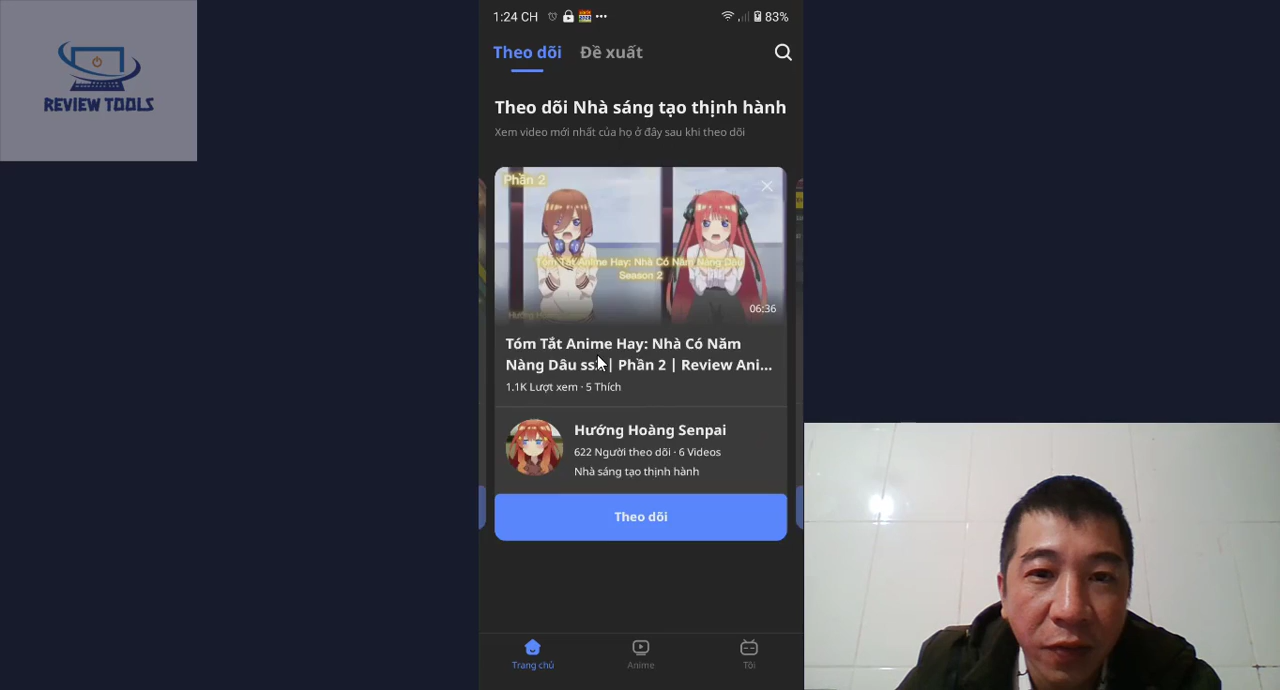 REVIEW TOOLS
1:24 CH
83%
Theo dõi Đề xuất
Theo dõi Nhà sáng tạo thịnh hành
Xem video mới nhất của họ ở đây sau khi theo dõi
Phần 2
Tóm Tắt Anime Hay: Nhà Có Năm Nàng Dâu
Season 2
06:36
Tóm Tắt Anime Hay: Nhà Có Năm
Nàng Dâu | Phần 2 | Review Ani...
1.1K Lượt xem · 5 Thích
Hướng Hoàng Senpai
622 Người theo dõi · 6 Videos
Nhà sáng tạo thịnh hành
Theo dõi
Trang chủ Anime Tôi